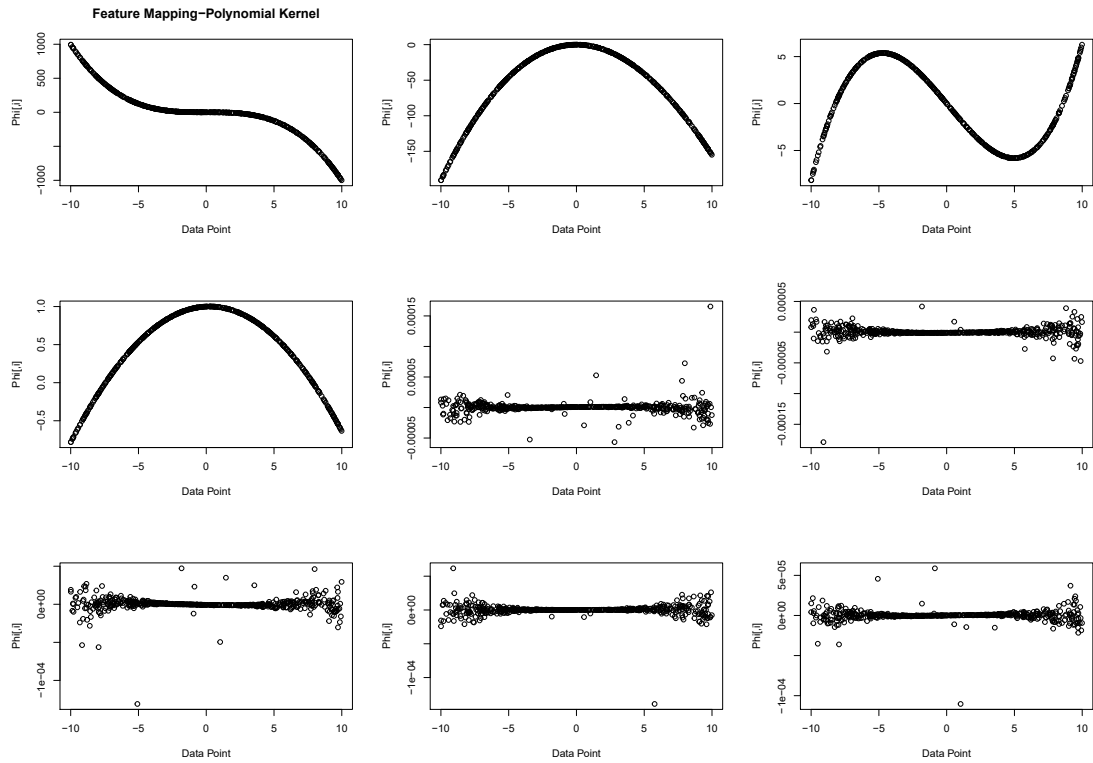 Feature Mapping−Polynomial Kernel
1000
500
0
−1000
Phi[,i]
−10 −5 0 5 10
Data Point
0
−50
−100
−150
Phi[,i]
−10 −5 0 5 10
Data Point
5
0
−5
Phi[,i]
−10 −5 0 5 10
Data Point
1.0
0.5
0.0
−0.5
Phi[,i]
−10 −5 0 5 10
Data Point
0.00015
0.00005
−0.00005
Phi[,i]
−10 −5 0 5 10
Data Point
0.00005
−0.00005
−0.00015
Phi[,i]
−10 −5 0 5 10
Data Point
0e+00
−1e−04
Phi[,i]
−10 −5 0 5 10
Data Point
0e+00
−1e−04
Phi[,i]
−10 −5 0 5 10
Data Point
5e−05
0e+00
−1e−04
Phi[,i]
−10 −5 0 5 10
Data Point